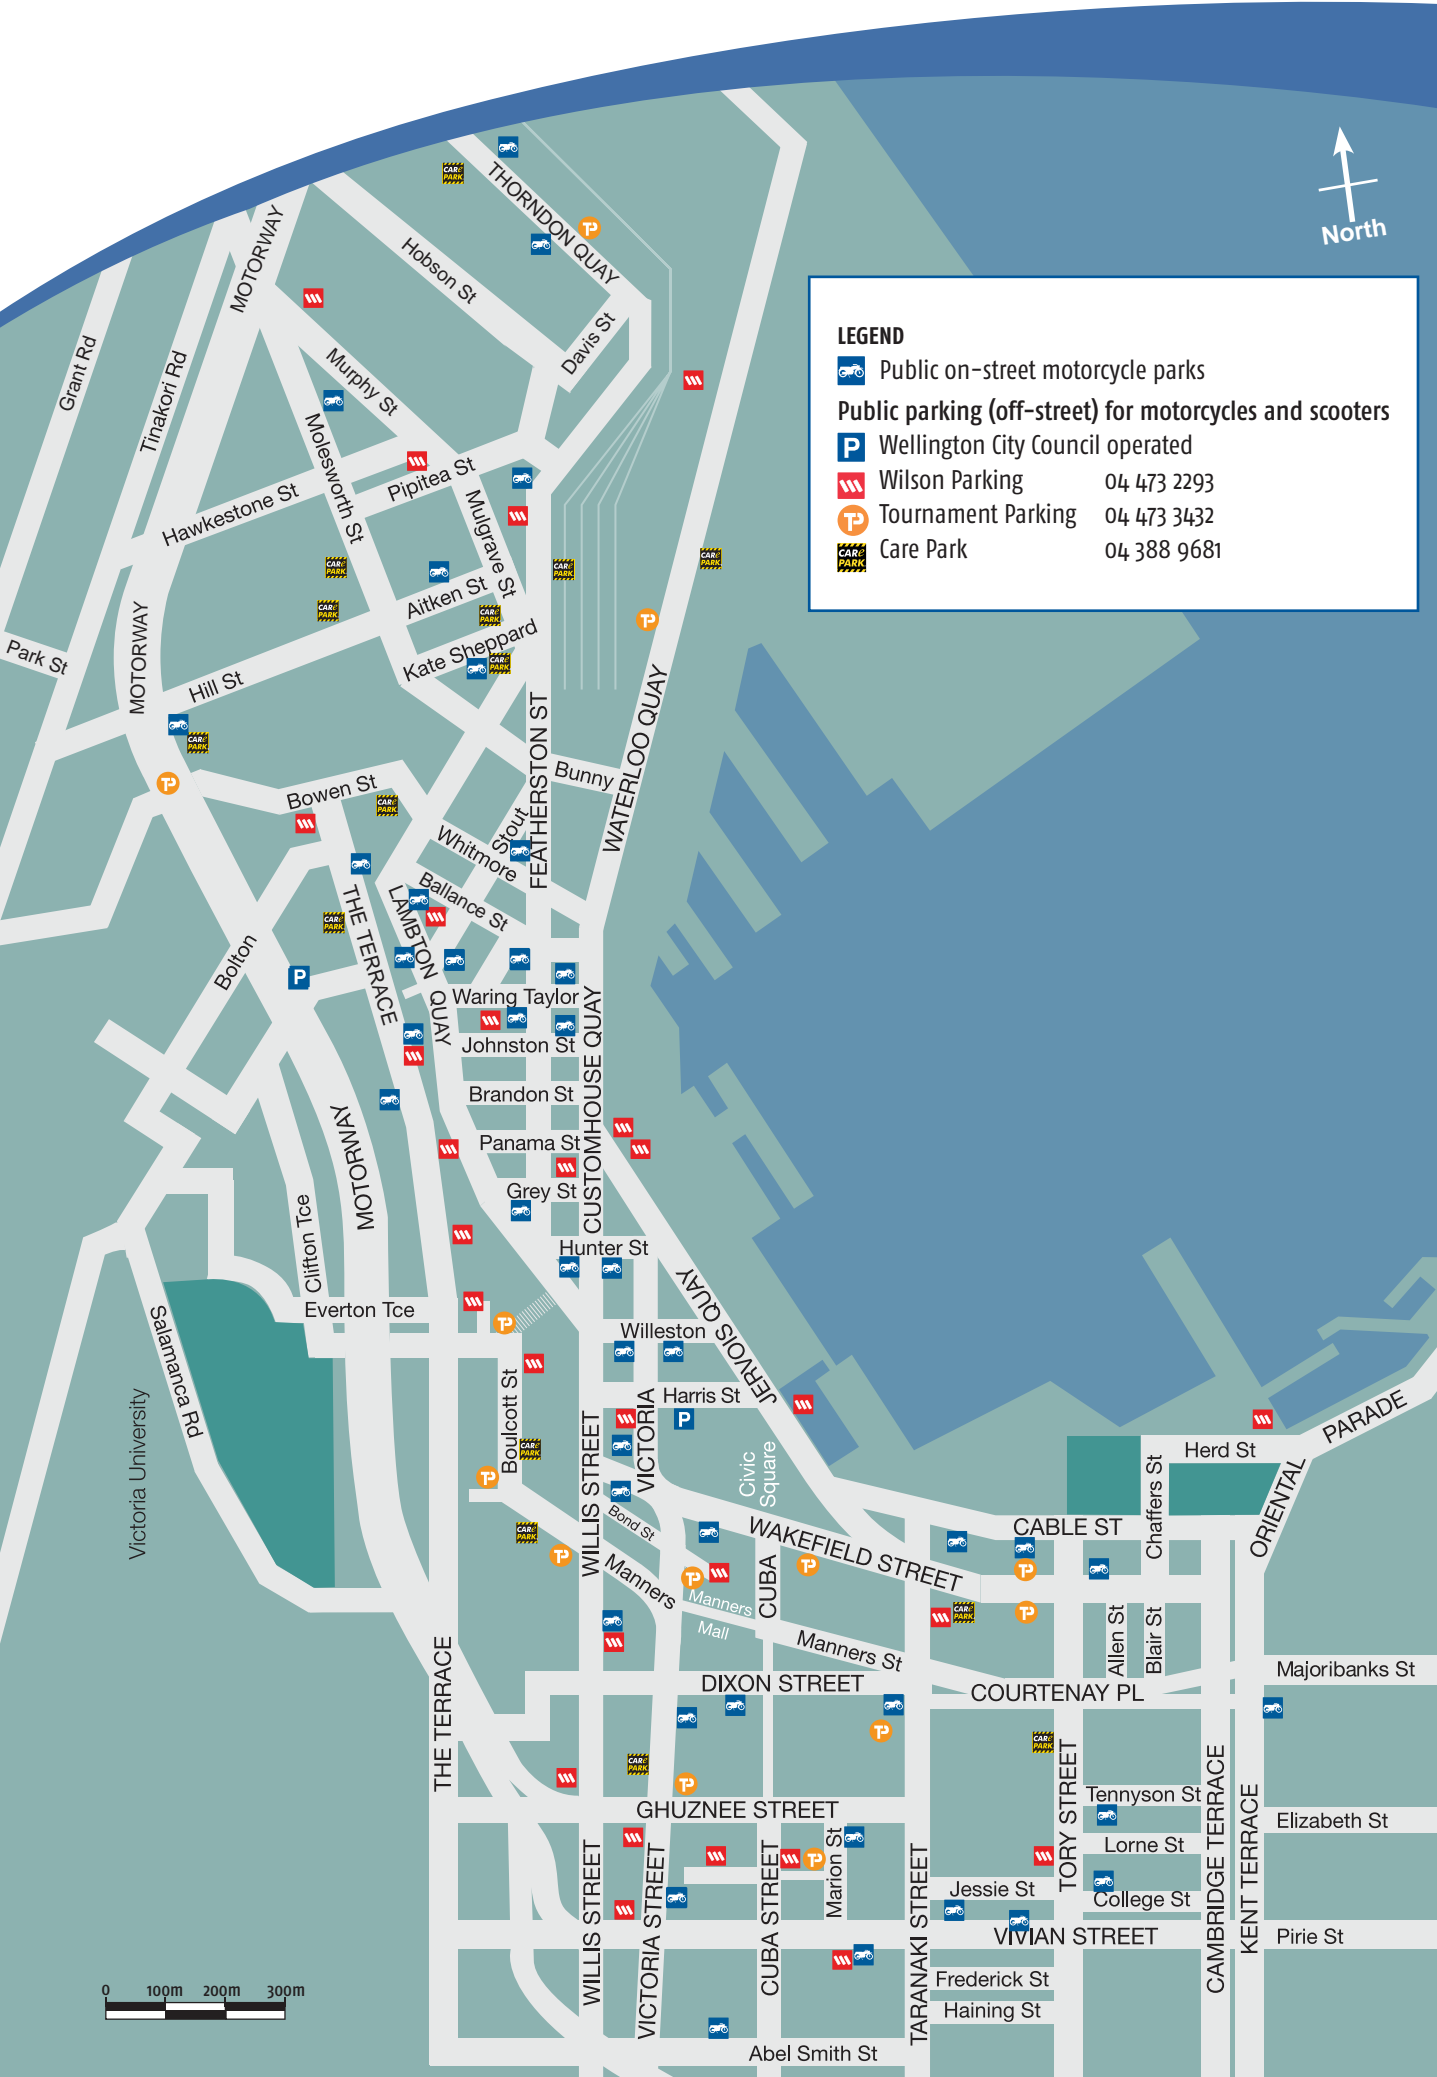 THORNDON QUAY
Hobson St
MOTORWAY
North
Davis St
Grant Rd
Tinakori Rd
Murphy St
Molesworth St
Hawkestone St
Pipitea St
Mulgrave St
LEGEND
Public on-street motorcycle parks
Public parking (off-street) for motorcycles and scooters
P Wellington City Council operated
Wilson Parking 04 473 2293
TP Tournament Parking 04 473 3432
CARe PARK Care Park 04 388 9681
Aitken St
Kate Sheppard
Park St
MOTORWAY
Hill St
FEATHERSTON ST
WATERLOO QUAY
Bunny
Bowen St
Stout
Whitmore
Ballance St
THE TERRACE
LAMBTON QUAY
Bolton
P
Waring Taylor
Johnston St
CUSTOMHOUSE QUAY
Brandon St
MOTORWAY
Panama St
Grey St
Clifton Tce
Hunter St
JERVOIS QUAY
Everton Tce
Willeston
Salamanca Rd
Victoria University
Boulcott St
Harris St
P
VICTORIA
WILLIS STREET
Civic
Square
Bond St
WAKEFIELD STREET
CUBA
Manners
Manners
Mall
Manners St
PARADE
Herd St
ORIENTAL
Chaffers St
CABLE ST
Allen St
Blair St
DIXON STREET
COURTENAY PL
Majoribanks St
THE TERRACE
TORY STREET
Tennyson St
CAMBRIDGE TERRACE
KENT TERRACE
GHUZNEE STREET
Elizabeth St
Lorne St
Marion St
WILLIS STREET
VICTORIA STREET
CUBA STREET
TARANAKI STREET
Jessie St
College St
VIVIAN STREET
Pirie St
Frederick St
Haining St
Abel Smith St
0 100m 200m 300m